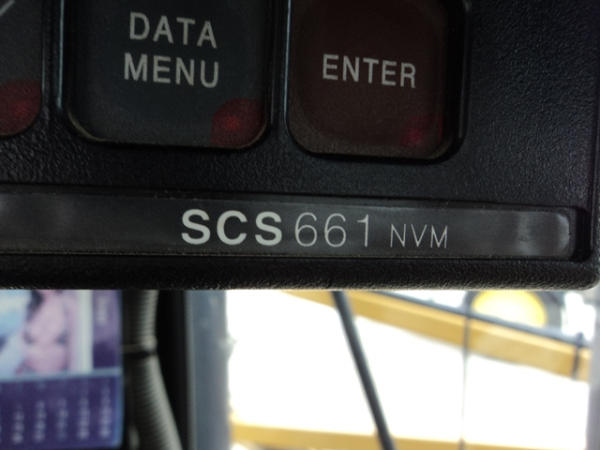 DATA
MENU
ENTER
SCS 661 NVM